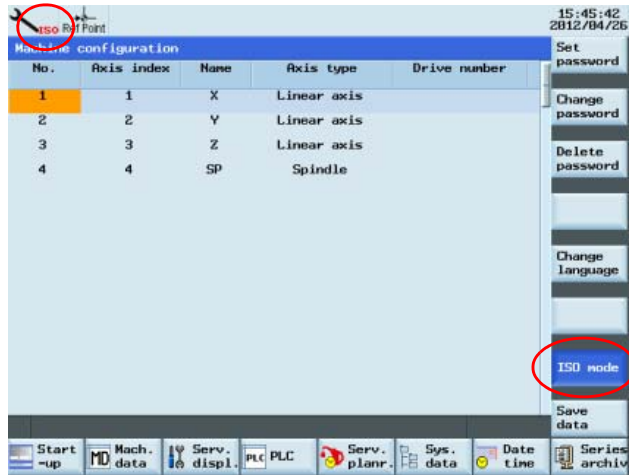 ISO Ref Point
15:45:42
2012/04/26
Machine configuration
No. Axis index Name Axis type Drive number
1 1 X Linear axis
2 2 Y Linear axis
3 3 Z Linear axis
4 4 SP Spindle
Set
password
Change
password
Delete
password
Change
language
ISO mode
Save
data
Start
-up
MD Mach.
data
Serv.
displ.
PLC PLC
Serv.
planr.
Sys.
data
Date
time
Series
archiv